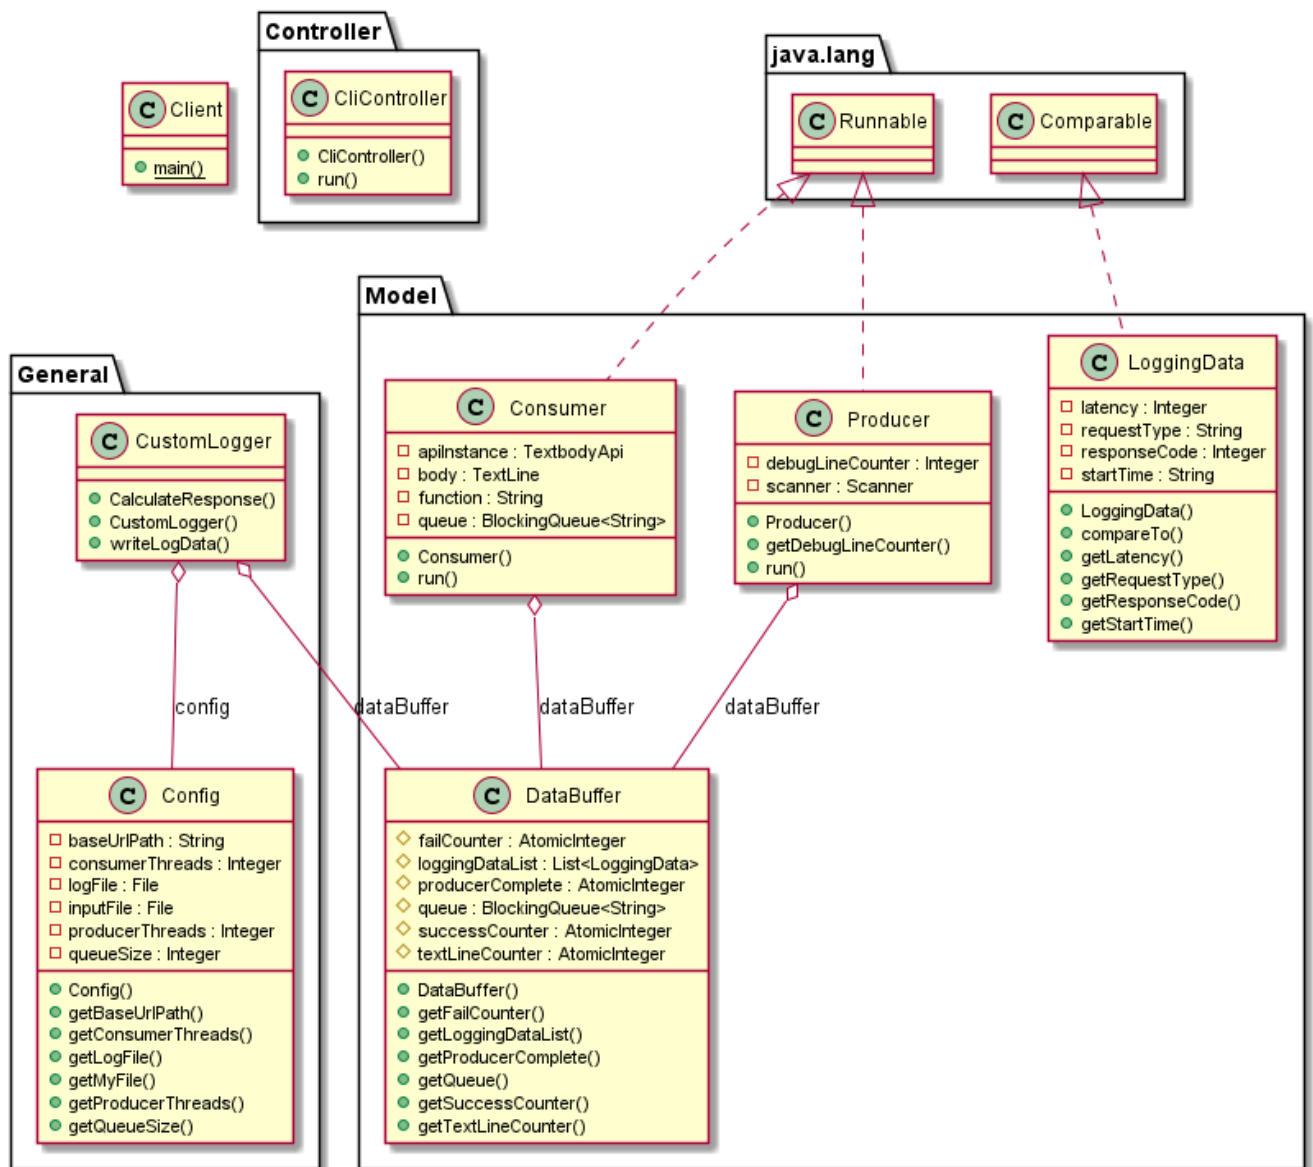 Controller
C CliController
CliController()
run()
C Client
main()
java.lang
C Runnable
C Comparable
Model
General
C CustomLogger
CalculateResponse()
CustomLogger()
writeLogData()
C Consumer
apiInstance : TextbodyApi
body : TextLine
function : String
queue : BlockingQueue<String>
Consumer()
run()
C Producer
debugLineCounter : Integer
scanner : Scanner
Producer()
getDebugLineCounter()
run()
C LoggingData
latency : Integer
requestType : String
responseCode : Integer
startTime : String
LoggingData()
compareTo()
getLatency()
getRequestType()
getResponseCode()
getStartTime()
config
dataBuffer
dataBuffer
dataBuffer
C Config
baseUrlPath : String
consumerThreads : Integer
logFile : File
inputFile : File
producerThreads : Integer
queueSize : Integer
Config()
getBaseUrlPath()
getConsumerThreads()
getLogFile()
getMyFile()
getProducerThreads()
getQueueSize()
C DataBuffer
failCounter : AtomicInteger
loggingDataList : List<LoggingData>
producerComplete : AtomicInteger
queue : BlockingQueue<String>
successCounter : AtomicInteger
textLineCounter : AtomicInteger
DataBuffer()
getFailCounter()
getLoggingDataList()
getProducerComplete()
getQueue()
getSuccessCounter()
getTextLineCounter()